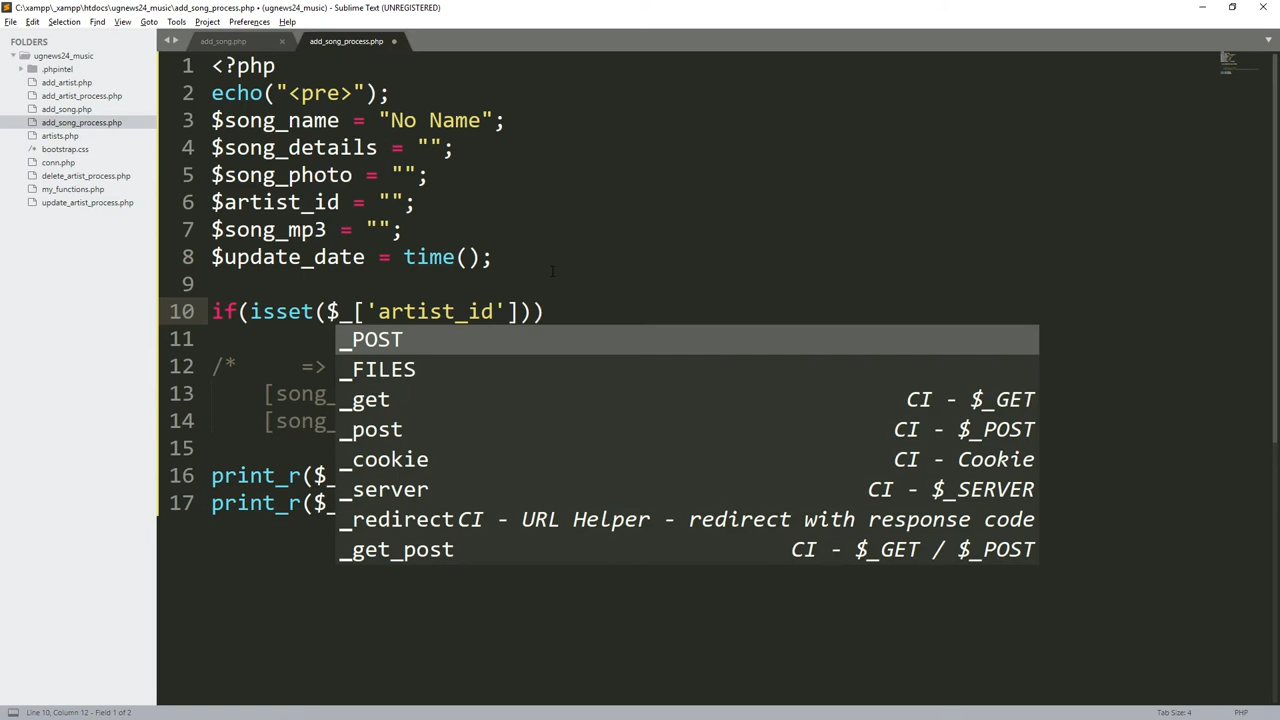 C:\xampp\_xampp\htdocs\ugnews24_music\add_song_process.php • (ugnews24_music) - Sublime Text (UNREGISTERED)
File Edit Selection Find View Goto Tools Project Preferences Help
FOLDERS
ugnews24_music
.phpintel
add_artist.php
add_artist_process.php
add_song.php
add_song_process.php
artists.php
bootstrap.css
conn.php
delete_artist_process.php
my_functions.php
update_artist_process.php
add_song.php × add_song_process.php
1 <?php
2 echo("<pre>");
3 $song_name = "No Name";
4 $song_details = "";
5 $song_photo = "";
6 $artist_id = "";
7 $song_mp3 = "";
8 $update_date = time();
9
10 if(isset($_['artist_id']))
11
12 /* =>
13 [song_
14 [song_
15
16 print_r($_
17 print_r($_
_POST
_FILES
_get CI - $_GET
_post CI - $_POST
_cookie CI - Cookie
_server CI - $_SERVER
_redirect CI - URL Helper - redirect with response code
_get_post CI - $_GET / $_POST
Line 10, Column 12 - Field 1 of 2
Tab Size: 4
PHP